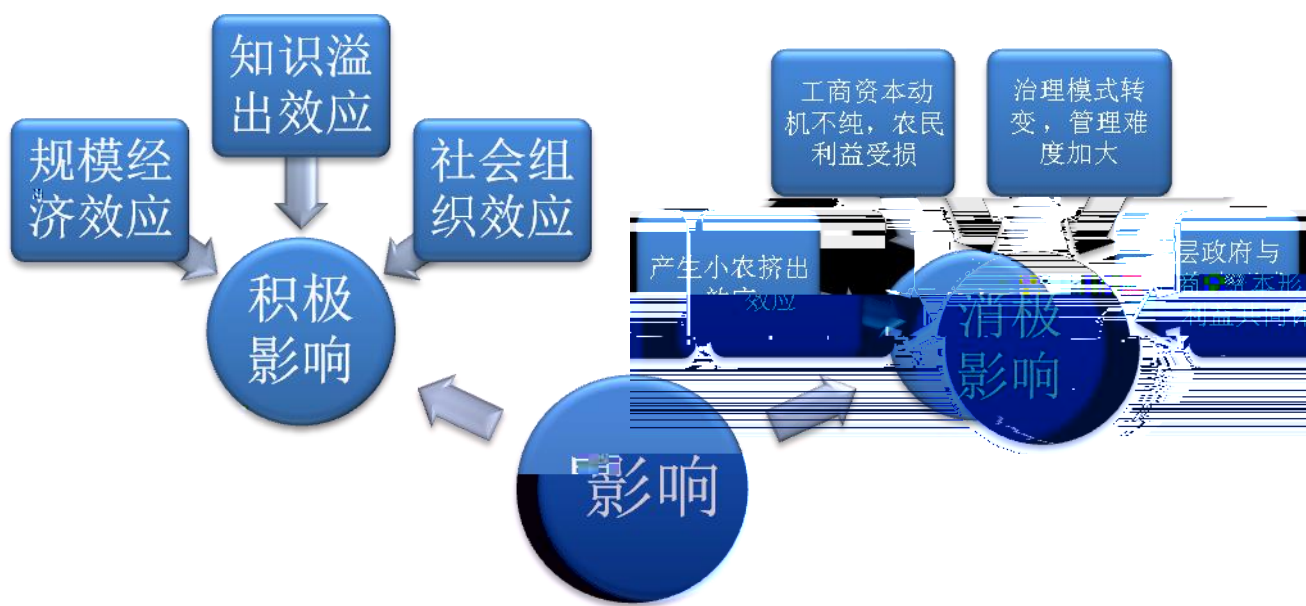 知识溢
出效应
规模经
济效应
社会组
织效应
积极
影响
工商资本动
机不纯，农民
利益受损
治理模式转
变，管理难
度加大
产生小农挤出
效应
层政府与
消极
影响
影响